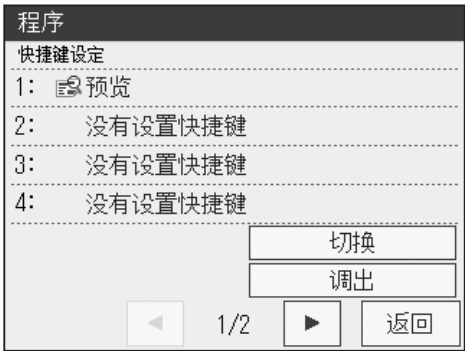 程序
快捷键设定
1: 预览
2: 没有设置快捷键
3: 没有设置快捷键
4: 没有设置快捷键
切换
调出
1/2 返回